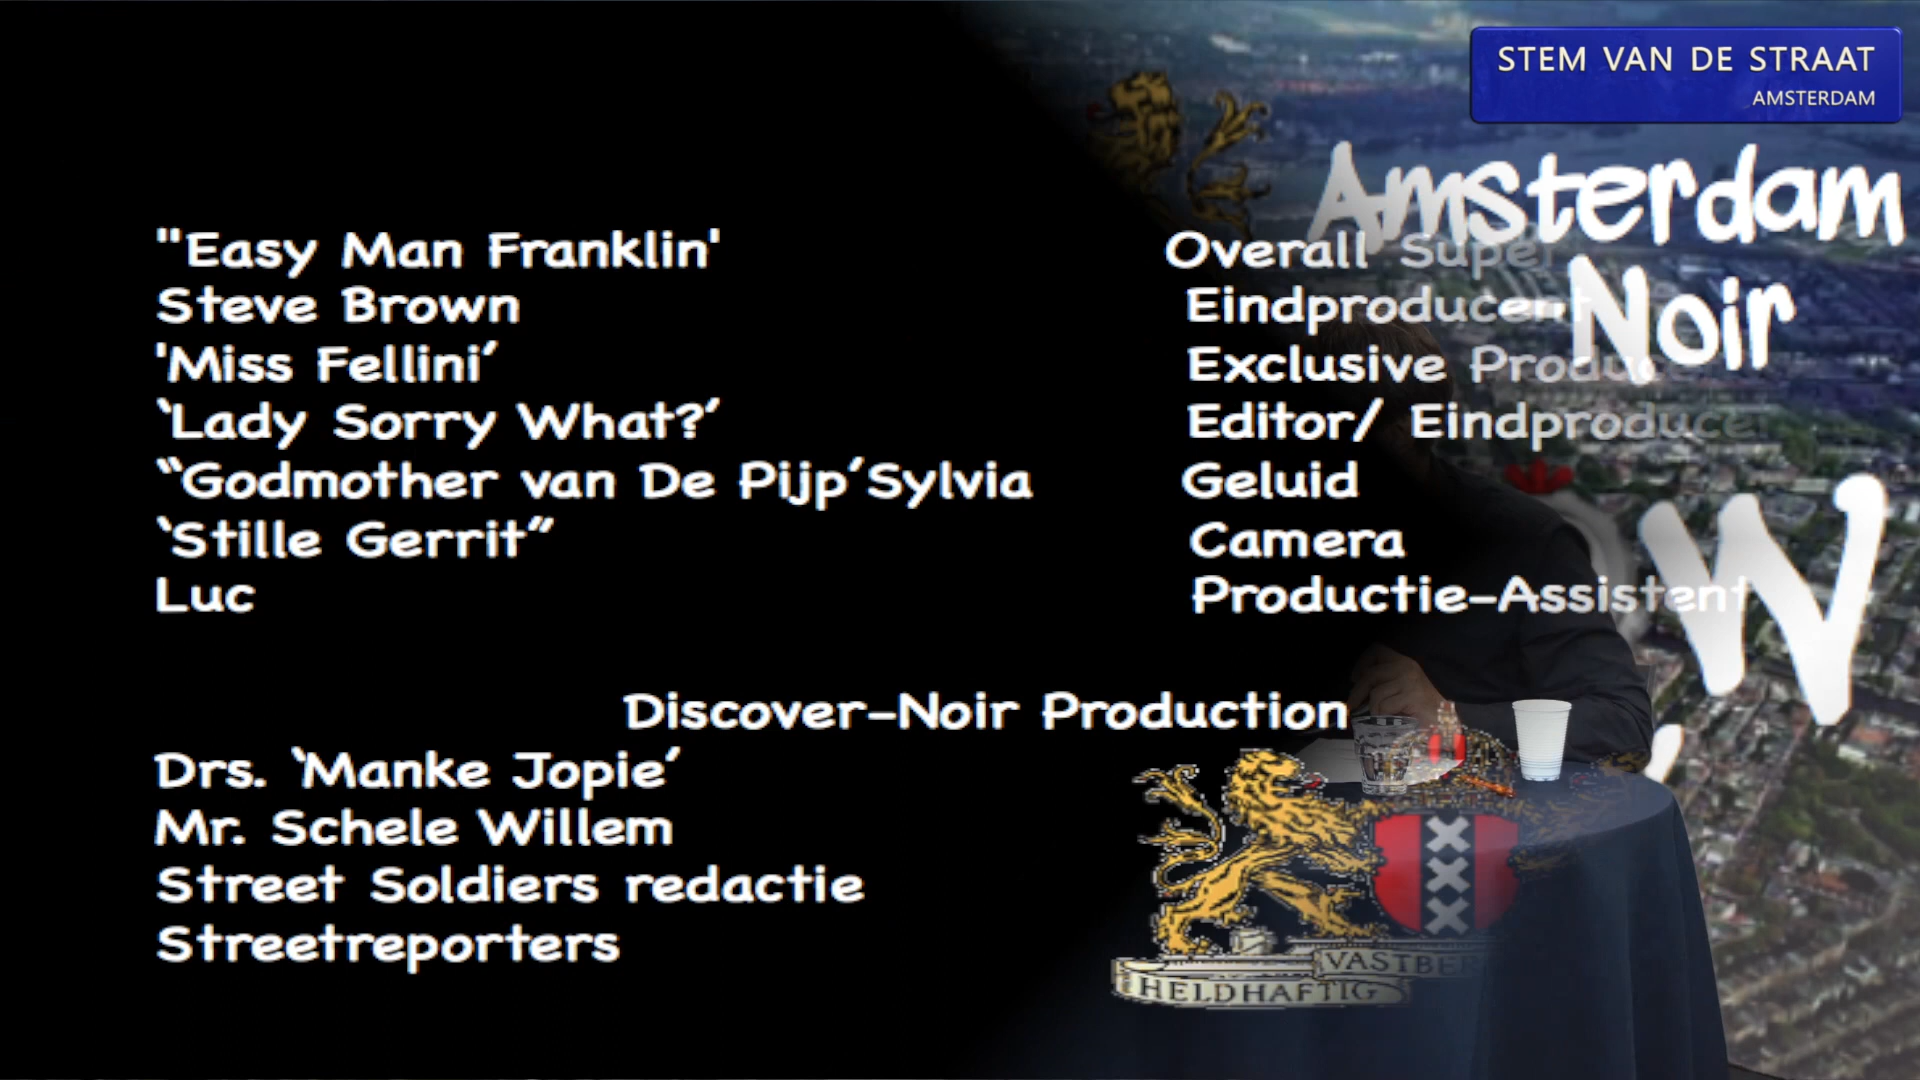 STEM VAN DE STRAAT
AMSTERDAM
Amsterdam
Noir
"Easy Man Franklin' Overall
Steve Brown Eindproducent
'Miss Fellini' Exclusive
‘Lady Sorry What?’ Editor/
“Godmother van De Pijp’Sylvia Geluid
‘Stille Gerrit” Camera
Luc Productie-Assistent
W
Discover-Noir Production
Drs. ‘Manke Jopie’
Mr. Schele Willem
Street Soldiers redactie
Streetreporters
HELDHAFTIG